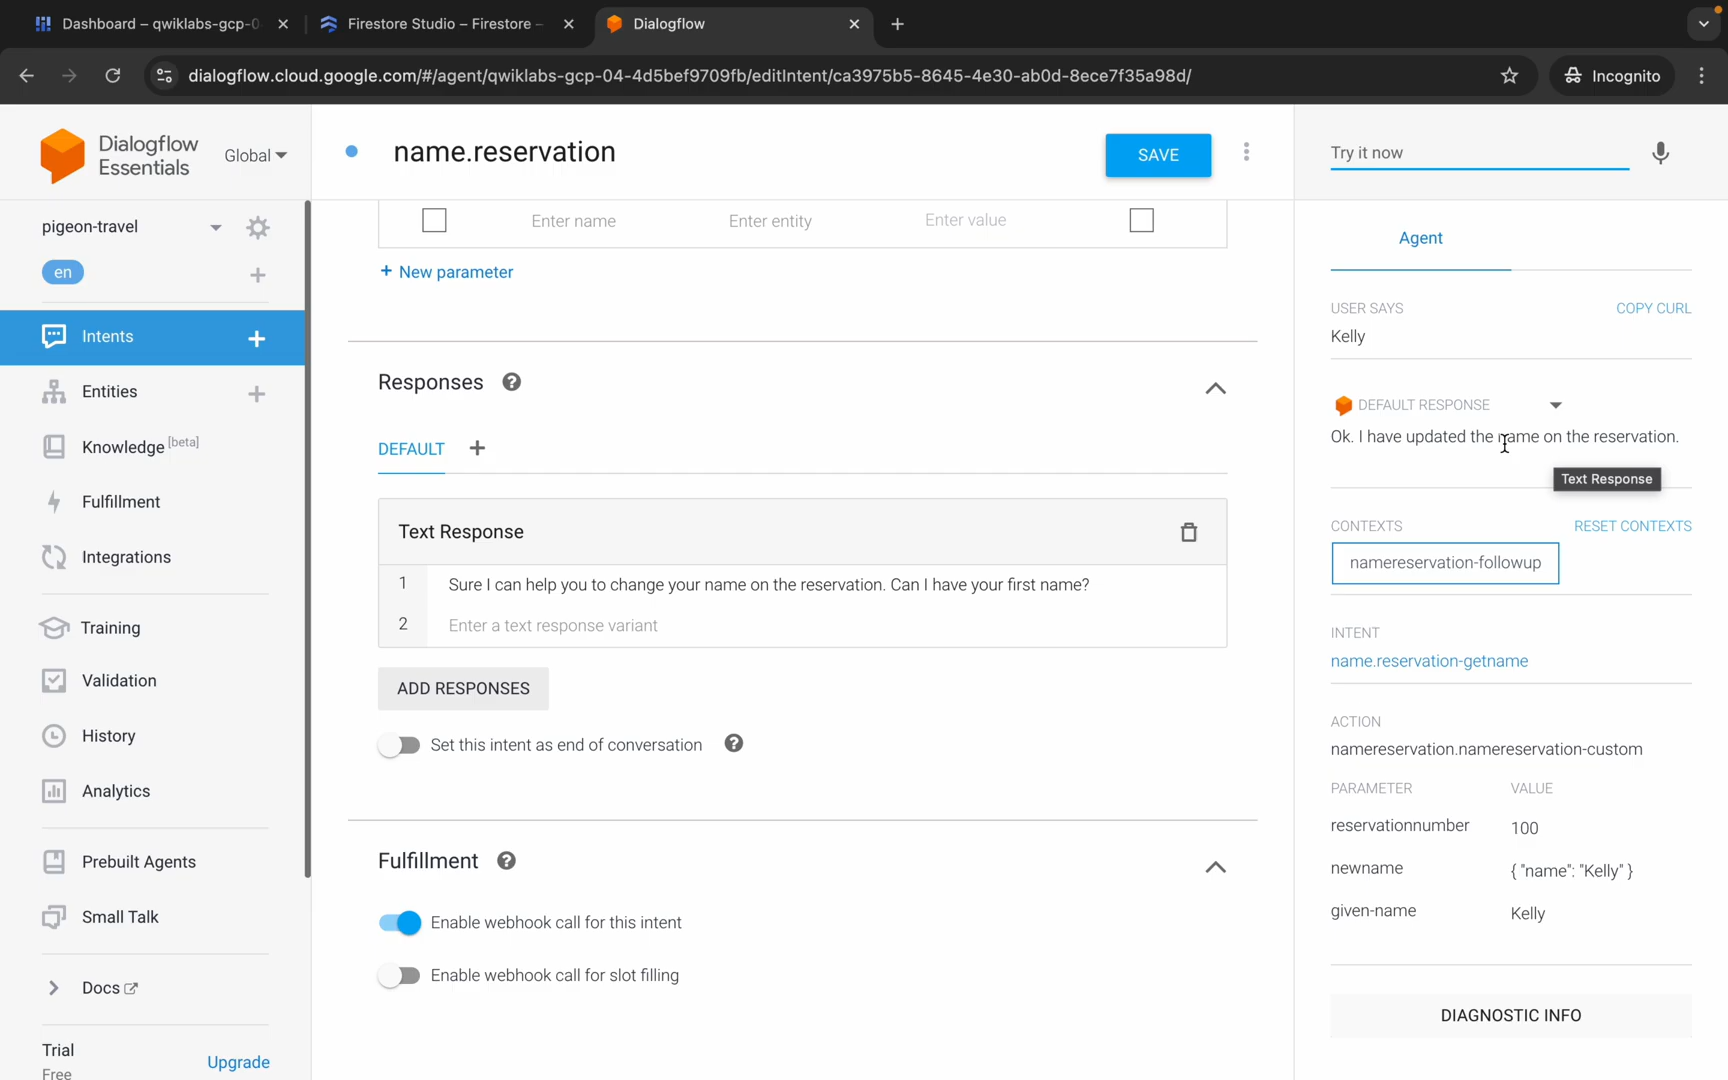 Dashboard – qwiklabs-gcp-0
Firestore Studio – Firestore –
Dialogflow
dialogflow.cloud.google.com/#/agent/qwiklabs-gcp-04-4d5bef9709fb/editIntent/ca3975b5-8645-4e30-ab0d-8ece7f35a98d/
Incognito
Dialogflow
Essentials
Global
name.reservation
SAVE
Try it now
pigeon-travel
en
Intents
Entities
Knowledge [beta]
Fulfillment
Integrations
Training
Validation
History
Analytics
Prebuilt Agents
Small Talk
Docs
Trial
Free
Upgrade
Enter name
Enter entity
Enter value
+ New parameter
Responses
DEFAULT
Text Response
1 Sure I can help you to change your name on the reservation. Can I have your first name?
2 Enter a text response variant
ADD RESPONSES
Set this intent as end of conversation
Fulfillment
Enable webhook call for this intent
Enable webhook call for slot filling
Agent
USER SAYS
COPY CURL
Kelly
DEFAULT RESPONSE
Ok. I have updated the name on the reservation.
Text Response
CONTEXTS
RESET CONTEXTS
namereservation-followup
INTENT
name.reservation-getname
ACTION
namereservation.namereservation-custom
PARAMETER
VALUE
reservationnumber
100
newname
{ "name": "Kelly" }
given-name
Kelly
DIAGNOSTIC INFO